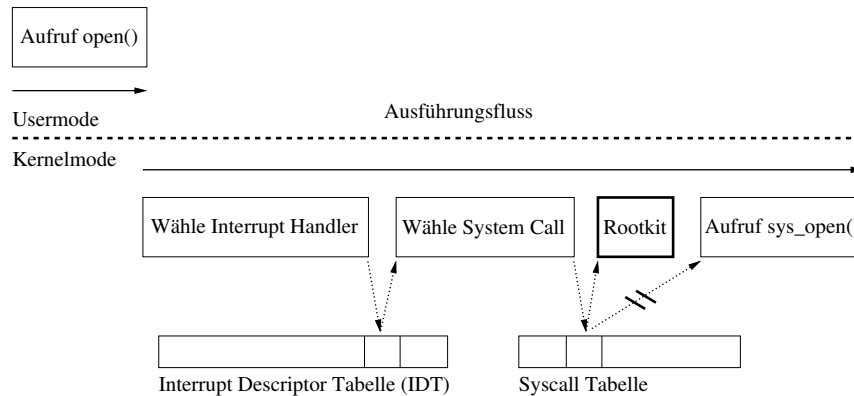 Aufruf open()
Ausführungsfluss
Usermode
Kernelmode
Wähle Interrupt Handler
Wähle System Call
Rootkit
Aufruf sys_open()
Interrupt Descriptor Tabelle (IDT)
Syscall Tabelle